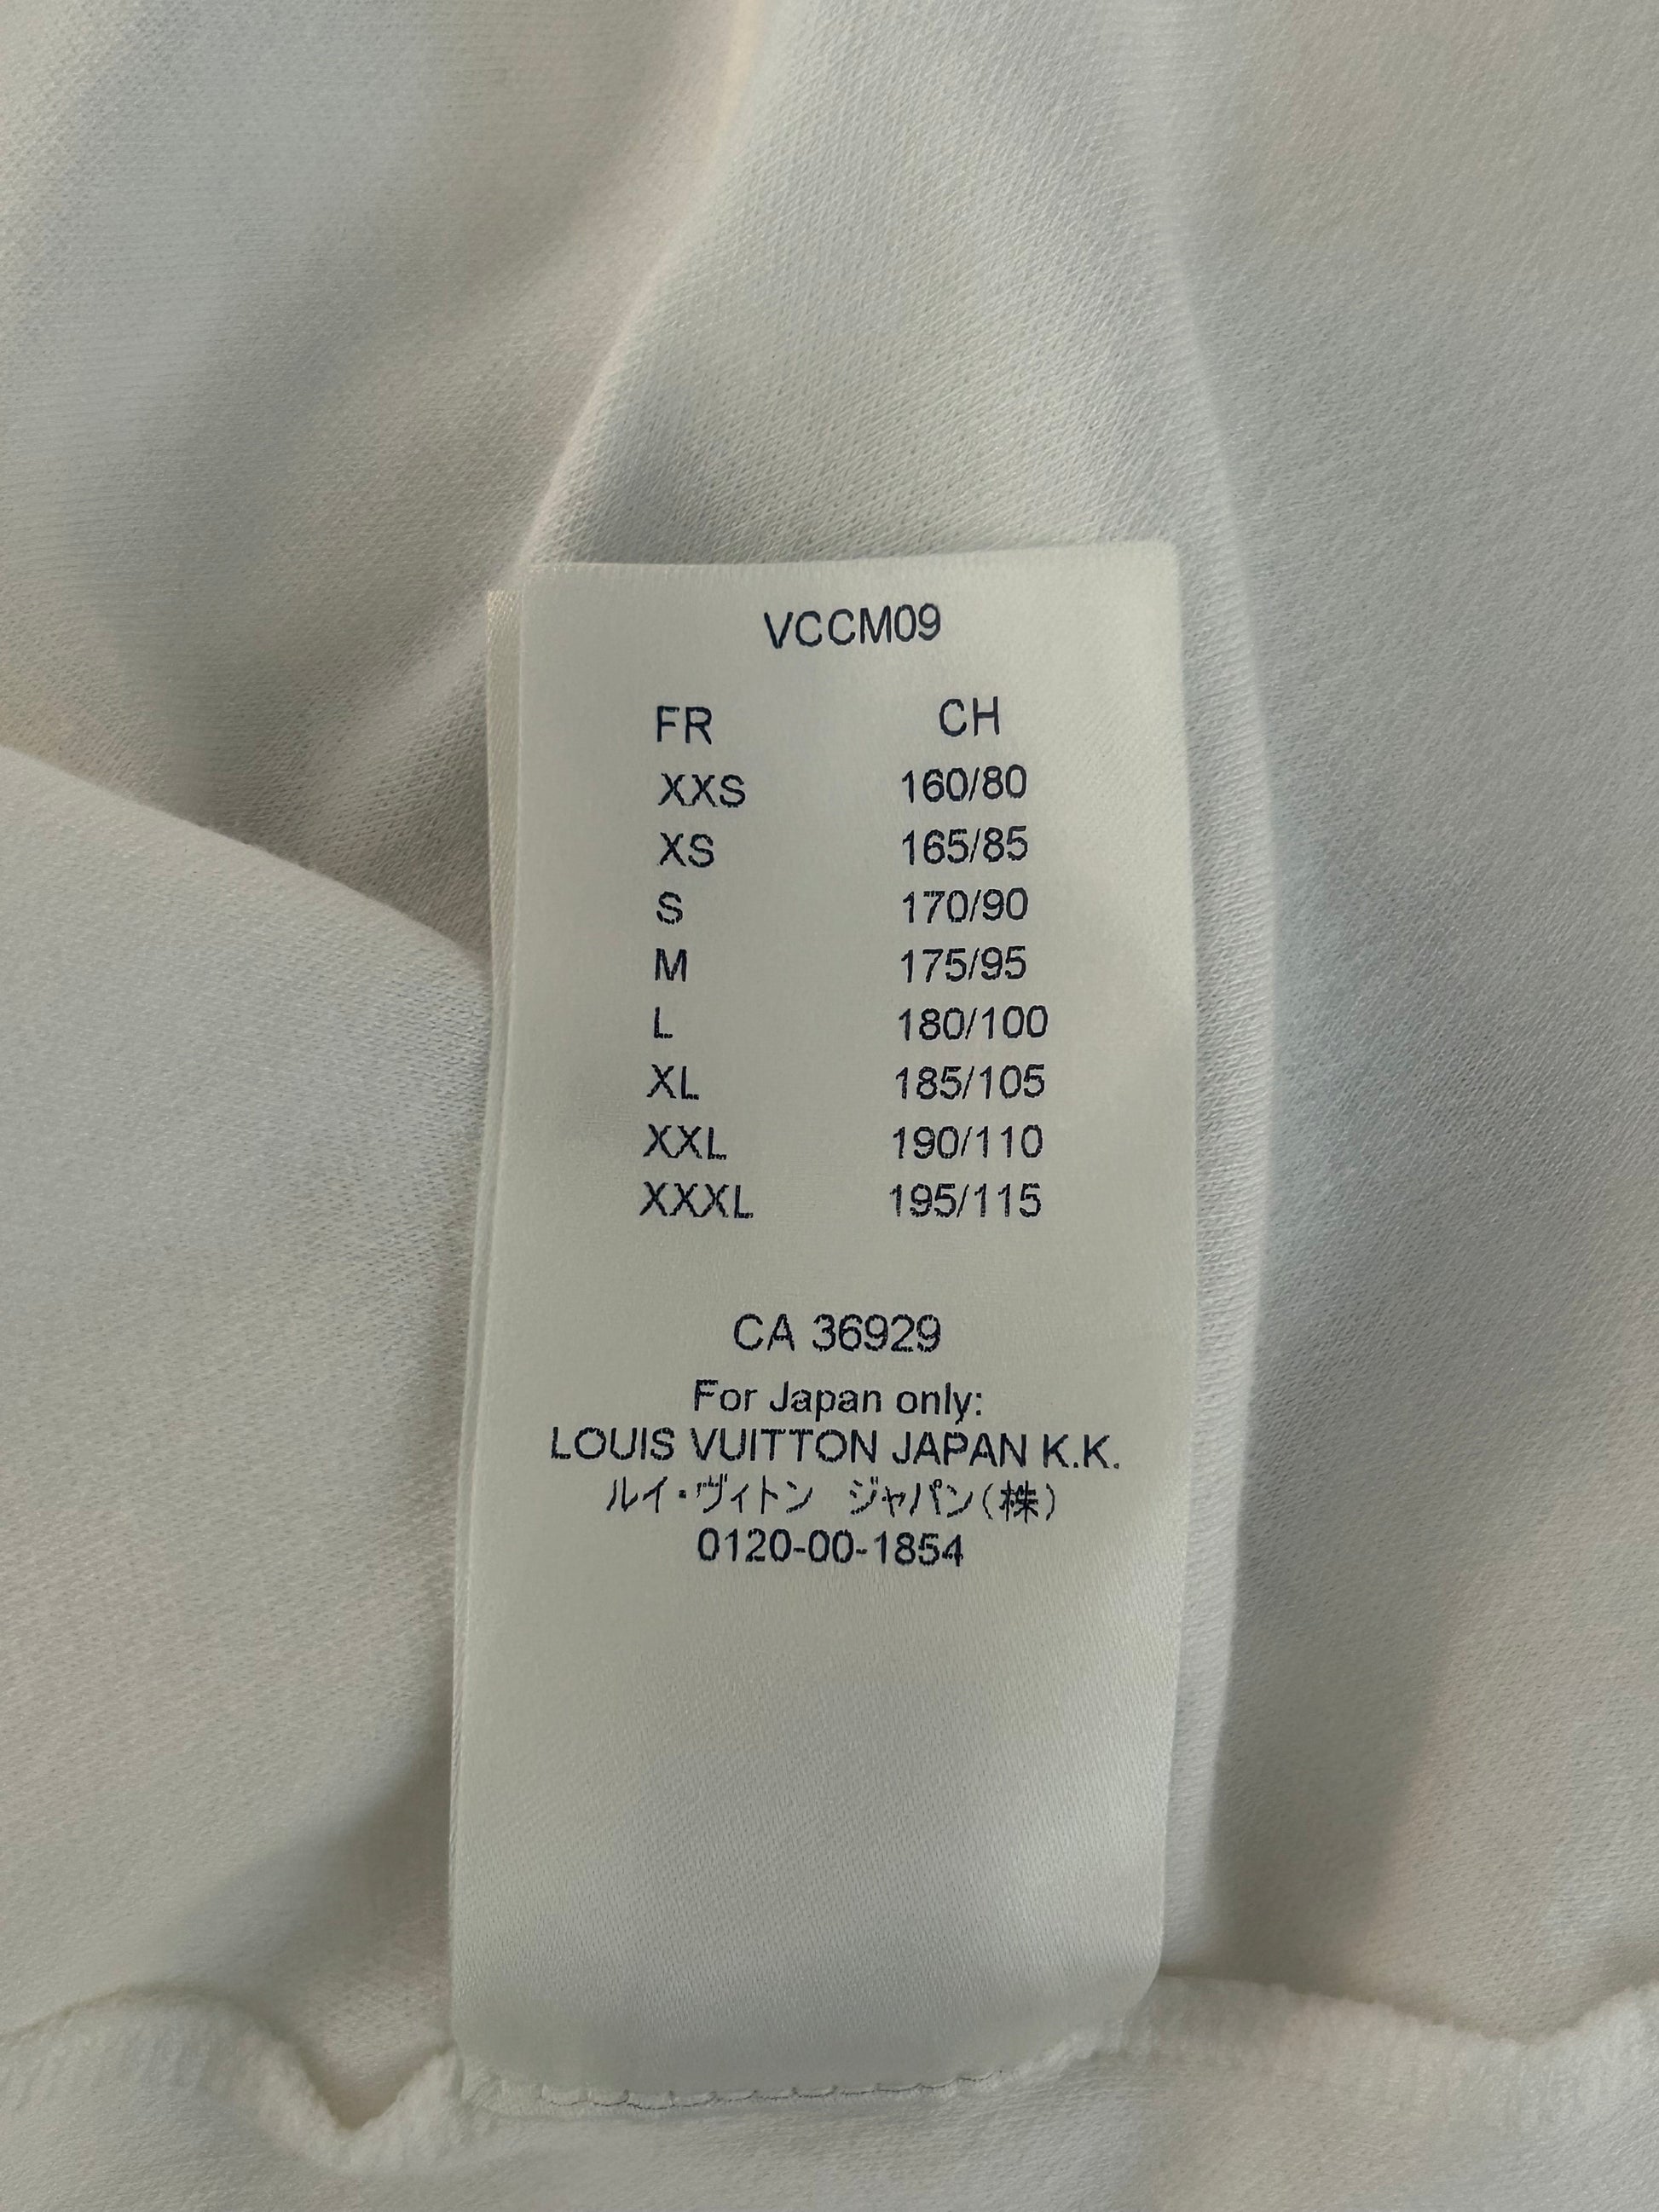 VCCM09
FR CH
XXS 160/80
XS 165/85
S 170/90
M 175/95
L 180/100
XL 185/105
XXL 190/110
XXXL 195/115
CA 36929
For Japan only:
LOUIS VUITTON JAPAN K.K.
ルイ・ヴィトン ジャパン(株)
0120-00-1854